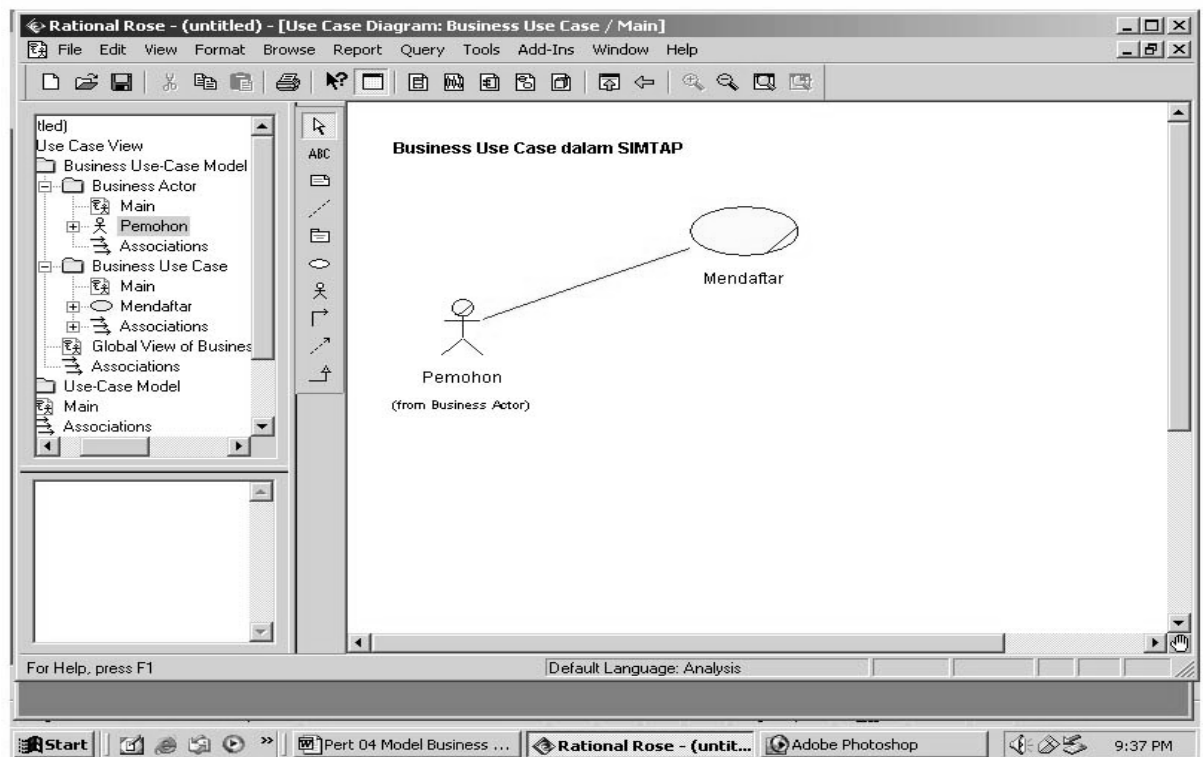 Rational Rose - (untitled) - [Use Case Diagram: Business Use Case / Main]
File Edit View Format Browse Report Query Tools Add-Ins Window Help
tled)
Use Case View
Business Use-Case Model
Business Actor
Main
Pemohon
Associations
Business Use Case
Main
Mendaftar
Associations
Global View of Busines
Associations
Use-Case Model
Main
Associations
ABC
Business Use Case dalam SIMTAP
Mendaftar
Pemohon
(from Business Actor)
For Help, press F1
Default Language: Analysis
Start
Pert 04 Model Business ...
Rational Rose - (untit...
Adobe Photoshop
9:37 PM